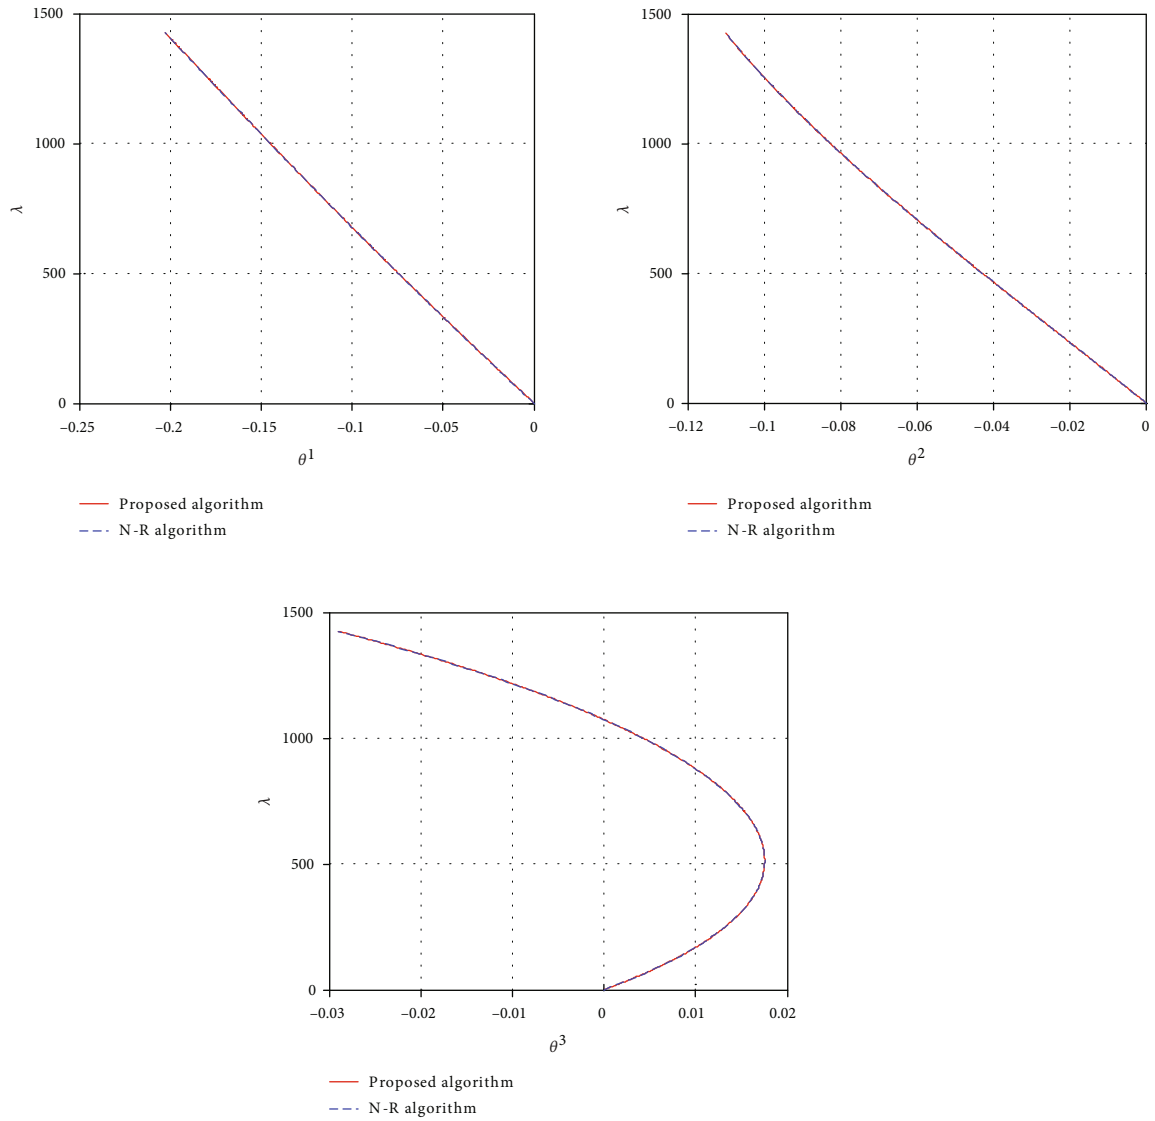 1500
1000
λ
500
0
–0.25 –0.2 –0.15 –0.1 –0.05 0
θ1
Proposed algorithm
N-R algorithm
1500
1000
λ
500
0
–0.12 –0.1 –0.08 –0.06 –0.04 –0.02 0
θ2
Proposed algorithm
N-R algorithm
1500
1000
λ
500
0
–0.03 –0.02 –0.01 0 0.01 0.02
θ3
Proposed algorithm
N-R algorithm